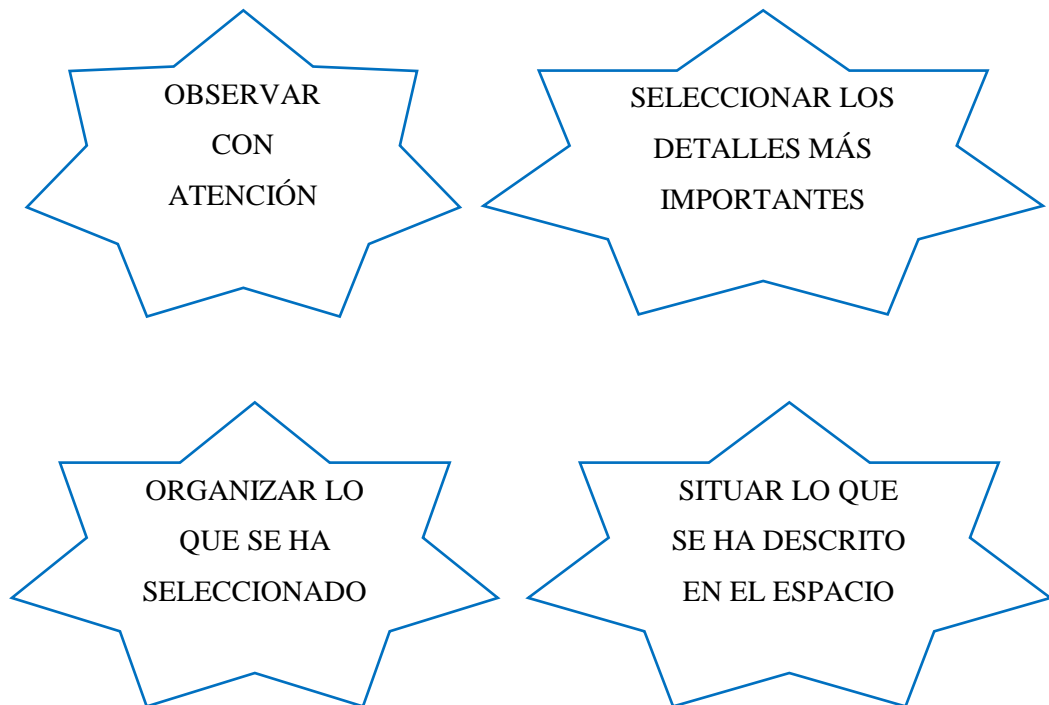 OBSERVAR
CON
ATENCIÓN
SELECCIONAR LOS
DETALLES MÁS
IMPORTANTES
ORGANIZAR LO
QUE SE HA
SELECCIONADO
SITUAR LO QUE
SE HA DESCRITO
EN EL ESPACIO